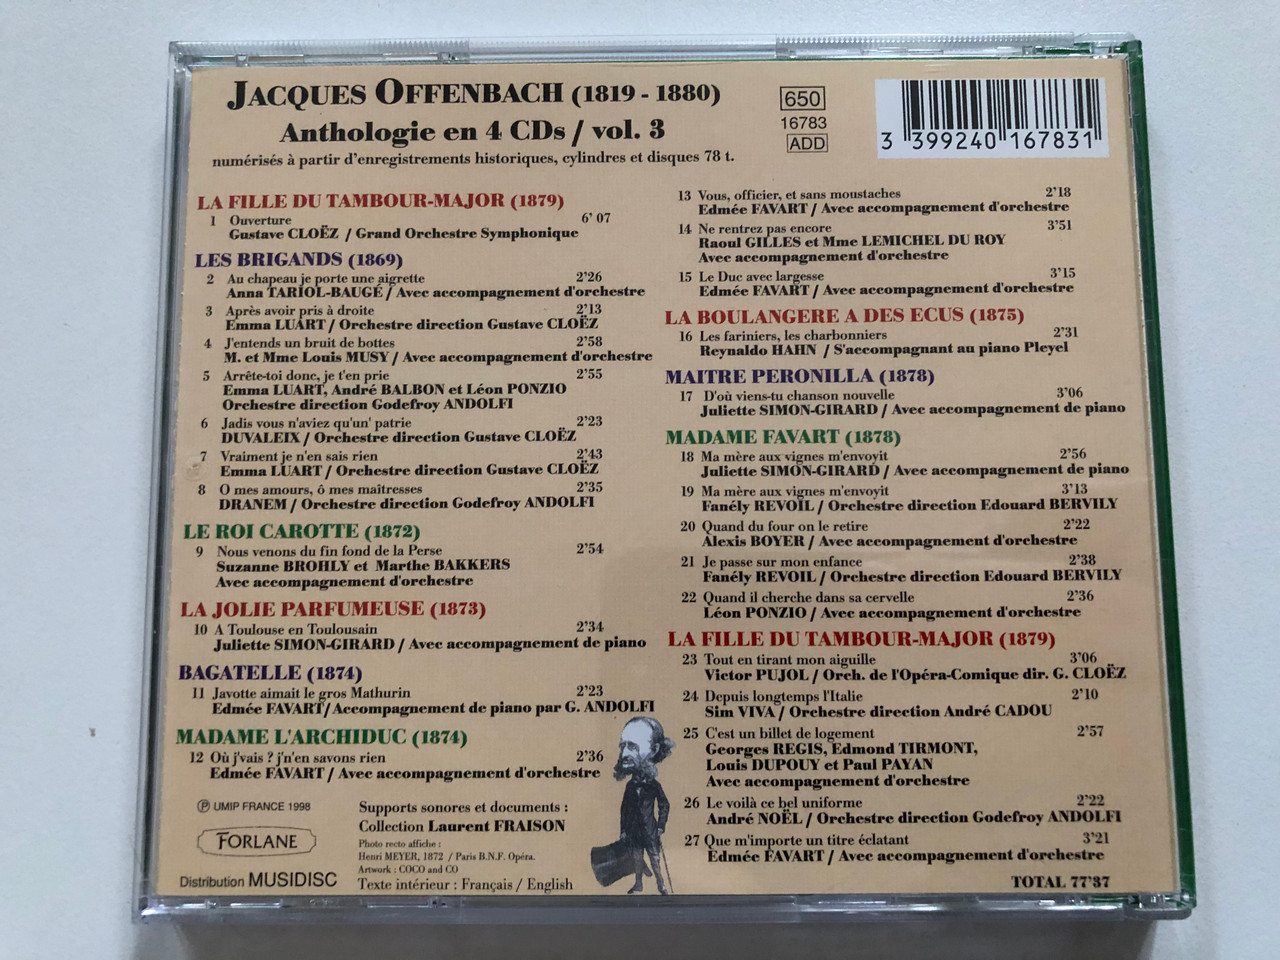 JACQUES OFFENBACH (1819 - 1880)
Anthologie en 4 CDs / vol. 3
numérisés à partir d'enregistrements historiques, cylindres et disques 78 t.
650
16783
ADD
3 399240 167831
LA FILLE DU TAMBOUR-MAJOR (1879)
1 Ouverture 6' 07
Gustave CLOËZ / Grand Orchestre Symphonique
LES BRIGANDS (1869)
2 Au chapeau je porte une aigrette 2'26
Anna TARIOL-BAUGÉ / Avec accompagnement d'orchestre
3 Après avoir pris à droite 2'13
Emma LUART / Orchestre direction Gustave CLOËZ
4 J'entends un bruit de bottes 2'58
M. et Mme Louis MUSY / Avec accompagnement d'orchestre
5 Arrête-toi donc, je t'en prie 2'55
Emma LUART, André BALBON et Léon PONZIO
Orchestre direction Godefroy ANDOLFI
6 Jadis vous n'aviez qu'un' patrie 2'23
DUVALEIX / Orchestre direction Gustave CLOËZ
7 Vraiment je n'en sais rien 2'43
Emma LUART / Orchestre direction Gustave CLOËZ
8 O mes amours, ô mes maîtresses 2'35
DRANEM / Orchestre direction Godefroy ANDOLFI
LE ROI CAROTTE (1872)
9 Nous venons du fin fond de la Perse 2'54
Suzanne BROHLY et Marthe BAKKERS
Avec accompagnement d'orchestre
LA JOLIE PARFUMEUSE (1873)
10 A Toulouse en Toulousain 2'34
Juliette SIMON-GIRARD / Avec accompagnement de piano
BAGATELLE (1874)
11 Javotte aimait le gros Mathurin 2'23
Edmée FAVART/ Accompagnement de piano par G. ANDOLFI
MADAME L'ARCHIDUC (1874)
12 Où j'vais ? j'n'en savons rien 2'36
Edmée FAVART / Avec accompagnement d'orchestre
℗ UMIP FRANCE 1998
FORLANE
Distribution MUSIDISC
Supports sonores et documents :
Collection Laurent FRAISON
Photo recto affiche :
Henri MEYER, 1872 / Paris B.N.F. Opéra.
Artwork : COCO and CO
Texte intérieur : Français / English
13 Vous, officier, et sans moustaches 2'18
Edmée FAVART / Avec accompagnement d'orchestre
14 Ne rentrez pas encore 3'51
Raoul GILLES et Mme LEMICHEL DU ROY
Avec accompagnement d'orchestre
15 Le Duc avec largesse 3'15
Edmée FAVART / Avec accompagnement d'orchestre
LA BOULANGERE A DES ECUS (1875)
16 Les fariniers, les charbonniers 2'31
Reynaldo HAHN / S'accompagnant au piano Pleyel
MAITRE PERONILLA (1878)
17 D'où viens-tu chanson nouvelle 3'06
Juliette SIMON-GIRARD / Avec accompagnement de piano
MADAME FAVART (1878)
18 Ma mère aux vignes m'envoyit 2'56
Juliette SIMON-GIRARD / Avec accompagnement de piano
19 Ma mère aux vignes m'envoyit 3'13
Fanély REVOIL / Orchestre direction Edouard BERVILY
20 Quand du four on le retire 2'22
Alexis BOYER / Avec accompagnement d'orchestre
21 Je passe sur mon enfance 2'38
Fanély REVOIL / Orchestre direction Edouard BERVILY
22 Quand il cherche dans sa cervelle 2'36
Léon PONZIO / Avec accompagnement d'orchestre
LA FILLE DU TAMBOUR-MAJOR (1879)
23 Tout en tirant mon aiguille 3'06
Victor PUJOL / Orch. de l'Opéra-Comique dir. G. CLOËZ
24 Depuis longtemps l'Italie 2'10
Sim VIVA / Orchestre direction André CADOU
25 C'est un billet de logement 2'57
Georges REGIS, Edmond TIRMONT,
Louis DUPOUY et Paul PAYAN
Avec accompagnement d'orchestre
26 Le voilà ce bel uniforme 2'22
André NOËL / Orchestre direction Godefroy ANDOLFI
27 Que m'importe un titre éclatant 3'21
Edmée FAVART / Avec accompagnement d'orchestre
TOTAL 77'37